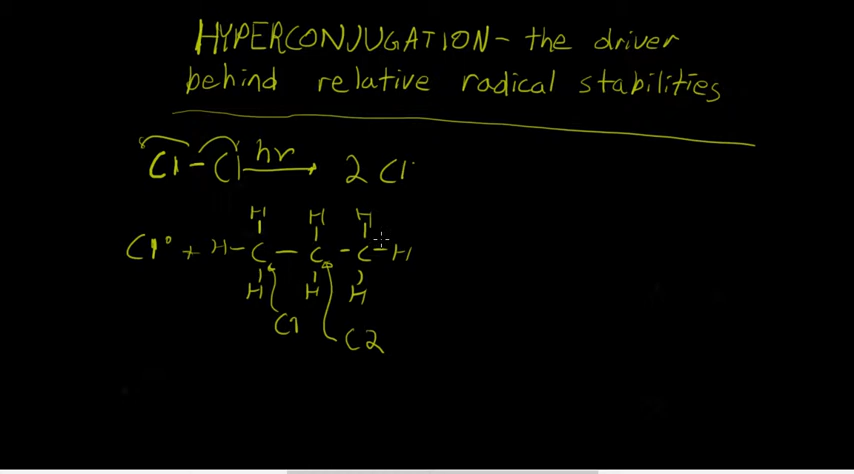 HYPERCONJUGATION - the driver
behind relative radical stabilities
Cl - Cl hv → 2 Cl·
H H H
Cl° + H - C - C - C - H
H H H
C1
C2